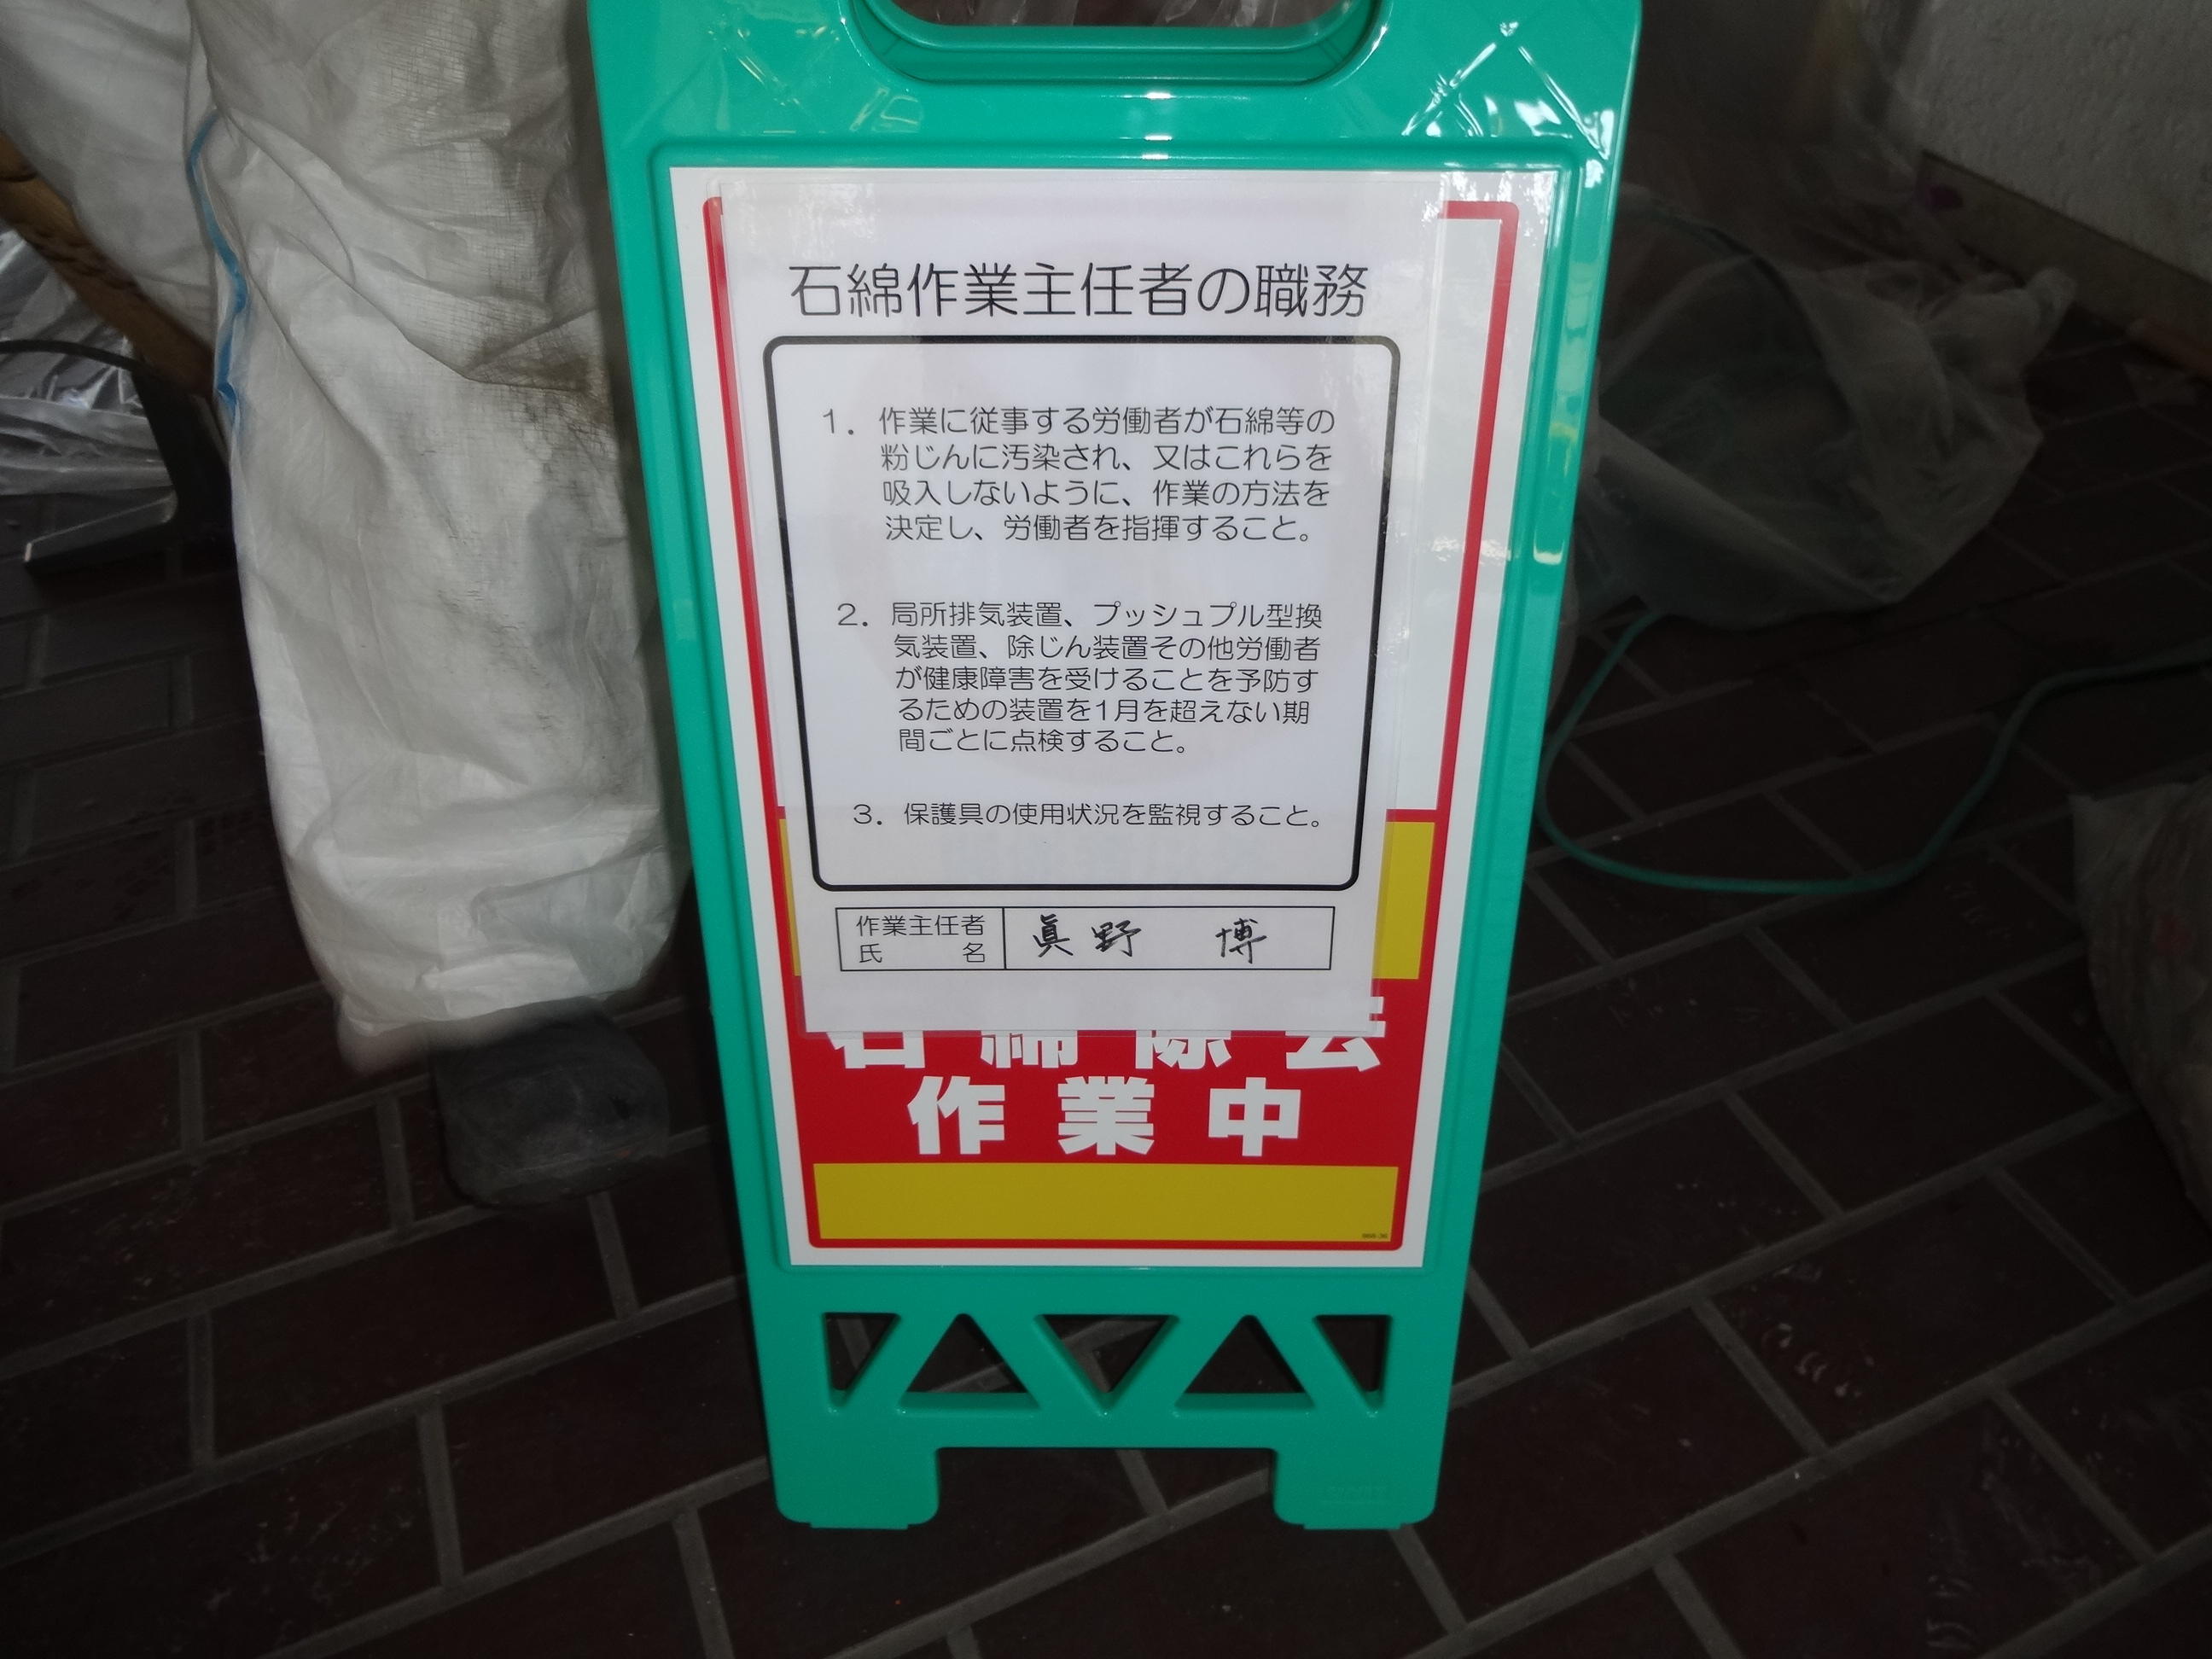 石綿作業主任者の職務
1. 作業に従事する労働者が石綿等の
粉じんに汚染され、又はこれらを
吸入しないように、作業の方法を
決定し、労働者を指揮すること。
2. 局所排気装置、プッシュプル型換
気装置、除じん装置その他労働者
が健康障害を受けることを予防す
るための装置を1月を超えない期
間ごとに点検すること。
3. 保護具の使用状況を監視すること。
作業主任者
氏 名
眞野 博
石綿除去
作業中